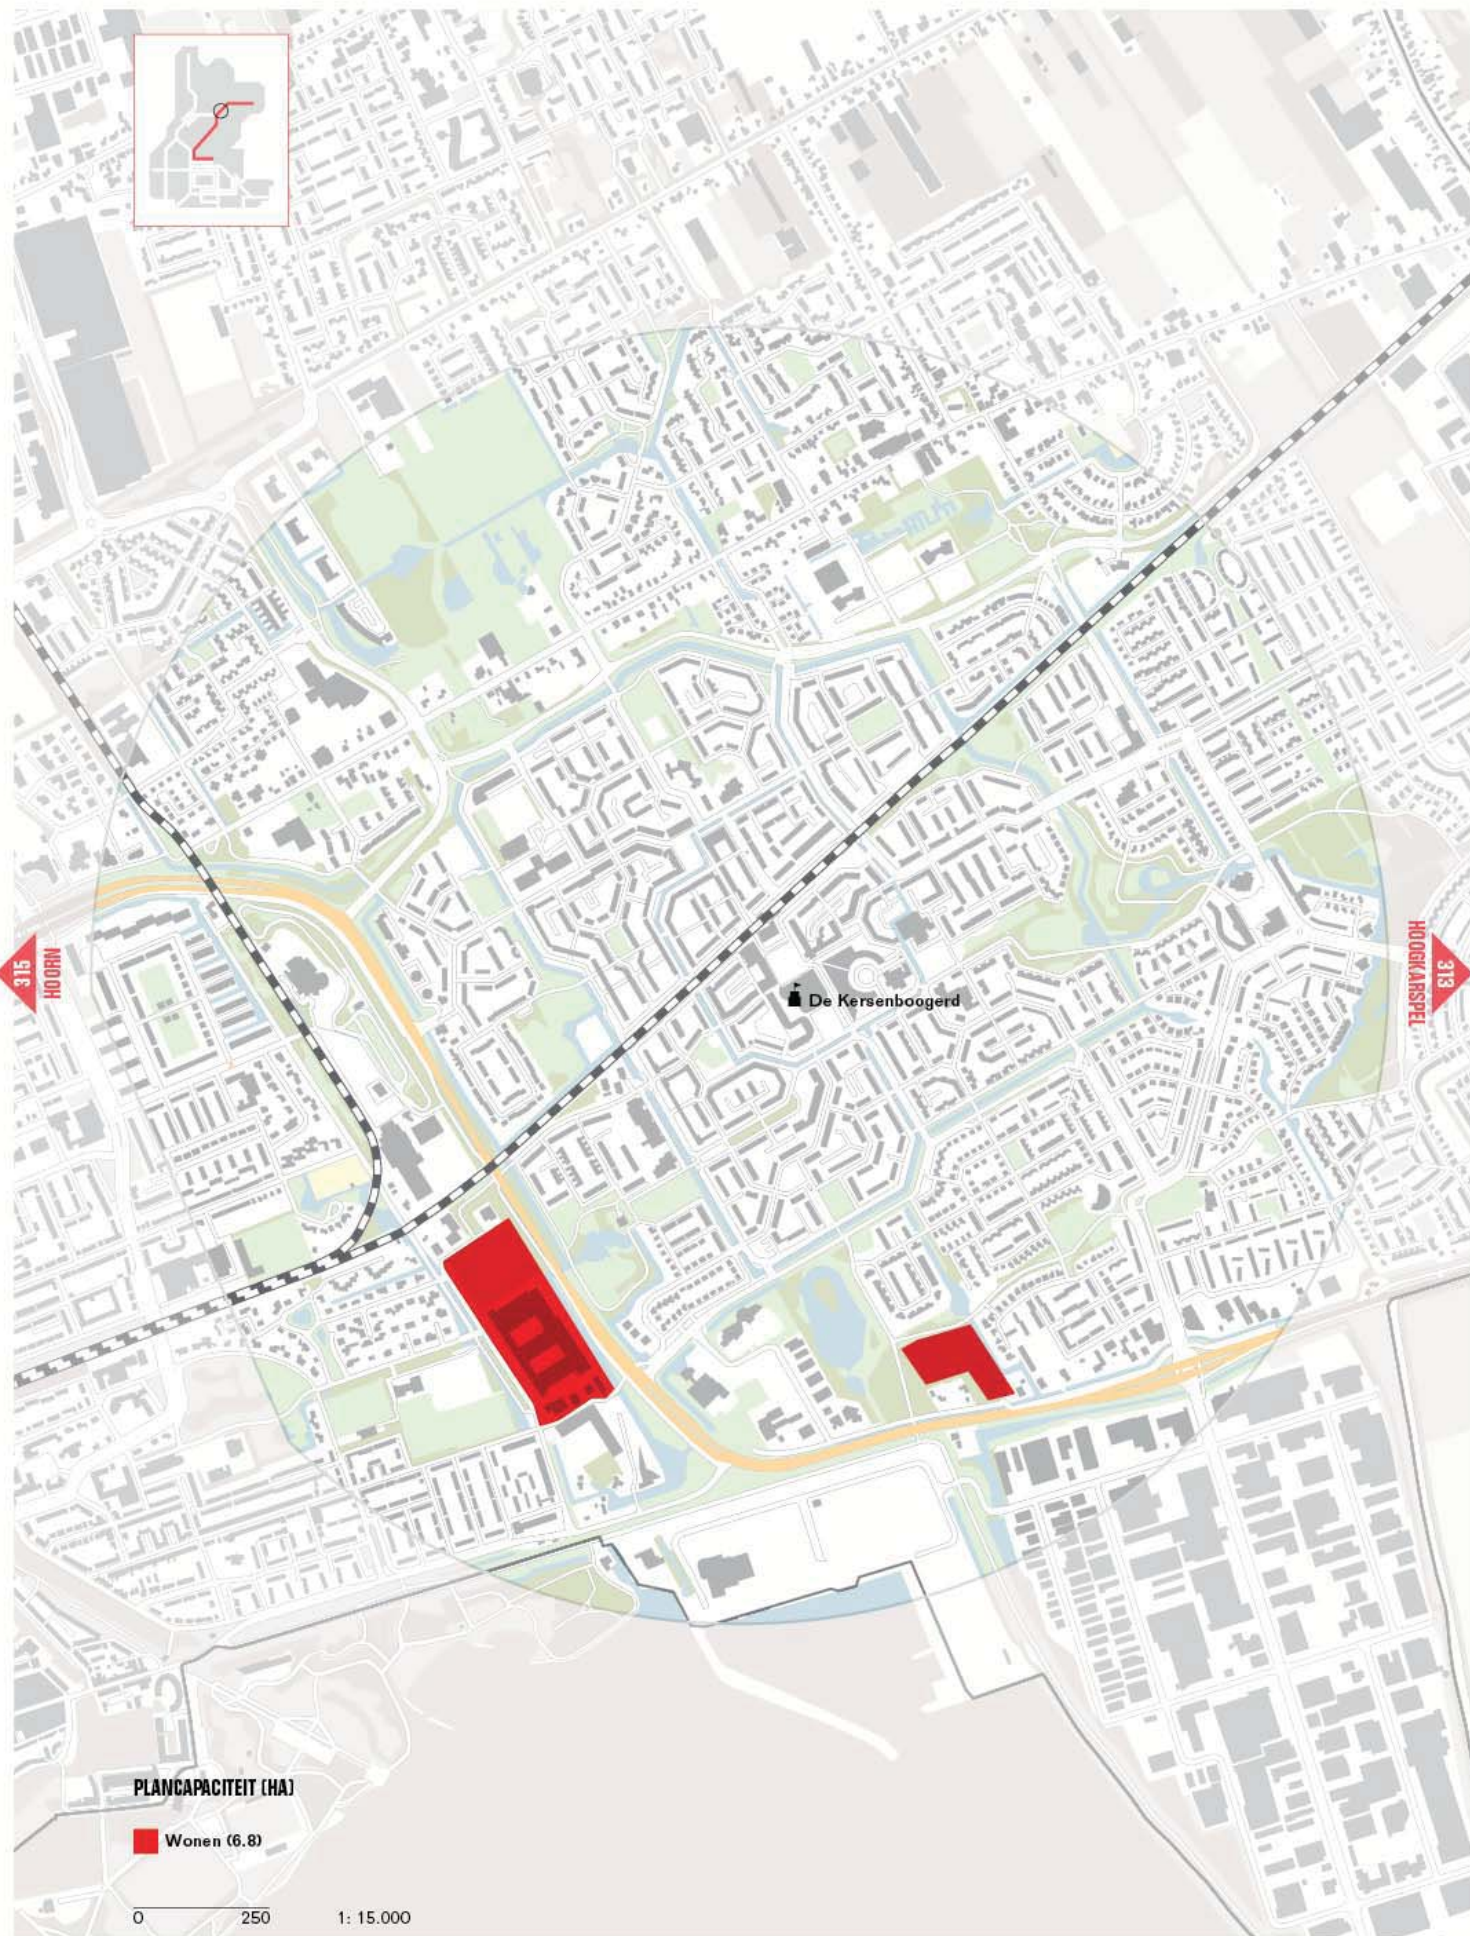 315
HOORN
HOOGKARSPEL
313
De Kersenboogerd
PLANCAPACITEIT (HA)
Wonen (6.8)
0 250 1: 15.000